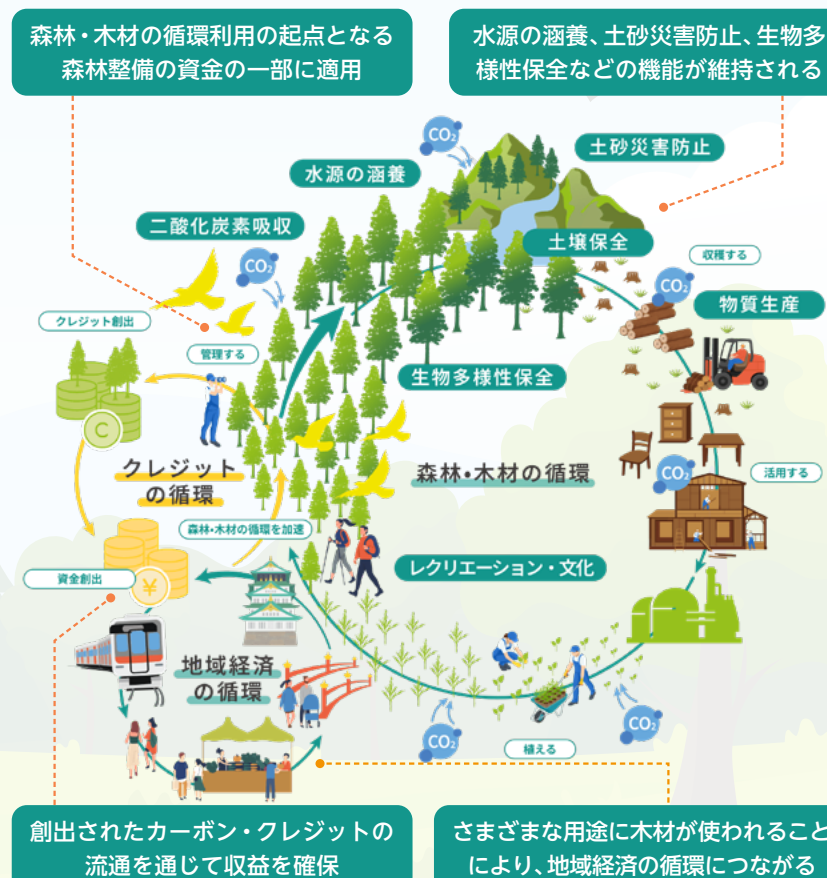 森林・木材の循環利用の起点となる
森林整備の資金の一部に適用
水源の涵養、土砂災害防止、生物多
様性保全などの機能が維持される
CO₂
土砂災害防止
水源の涵養
二酸化炭素吸収
土壌保全
CO₂
収穫する
CO₂
物質生産
クレジット創出
管理する
生物多様性保全
C
クレジット
の循環
森林・木材の循環
CO₂
活用する
森林・木材の循環を加速
資金創出
¥
レクリエーション・文化
地域経済
の循環
CO₂
CO₂
植える
創出されたカーボン・クレジットの
流通を通じて収益を確保
さまざまな用途に木材が使われること
により、地域経済の循環につながる